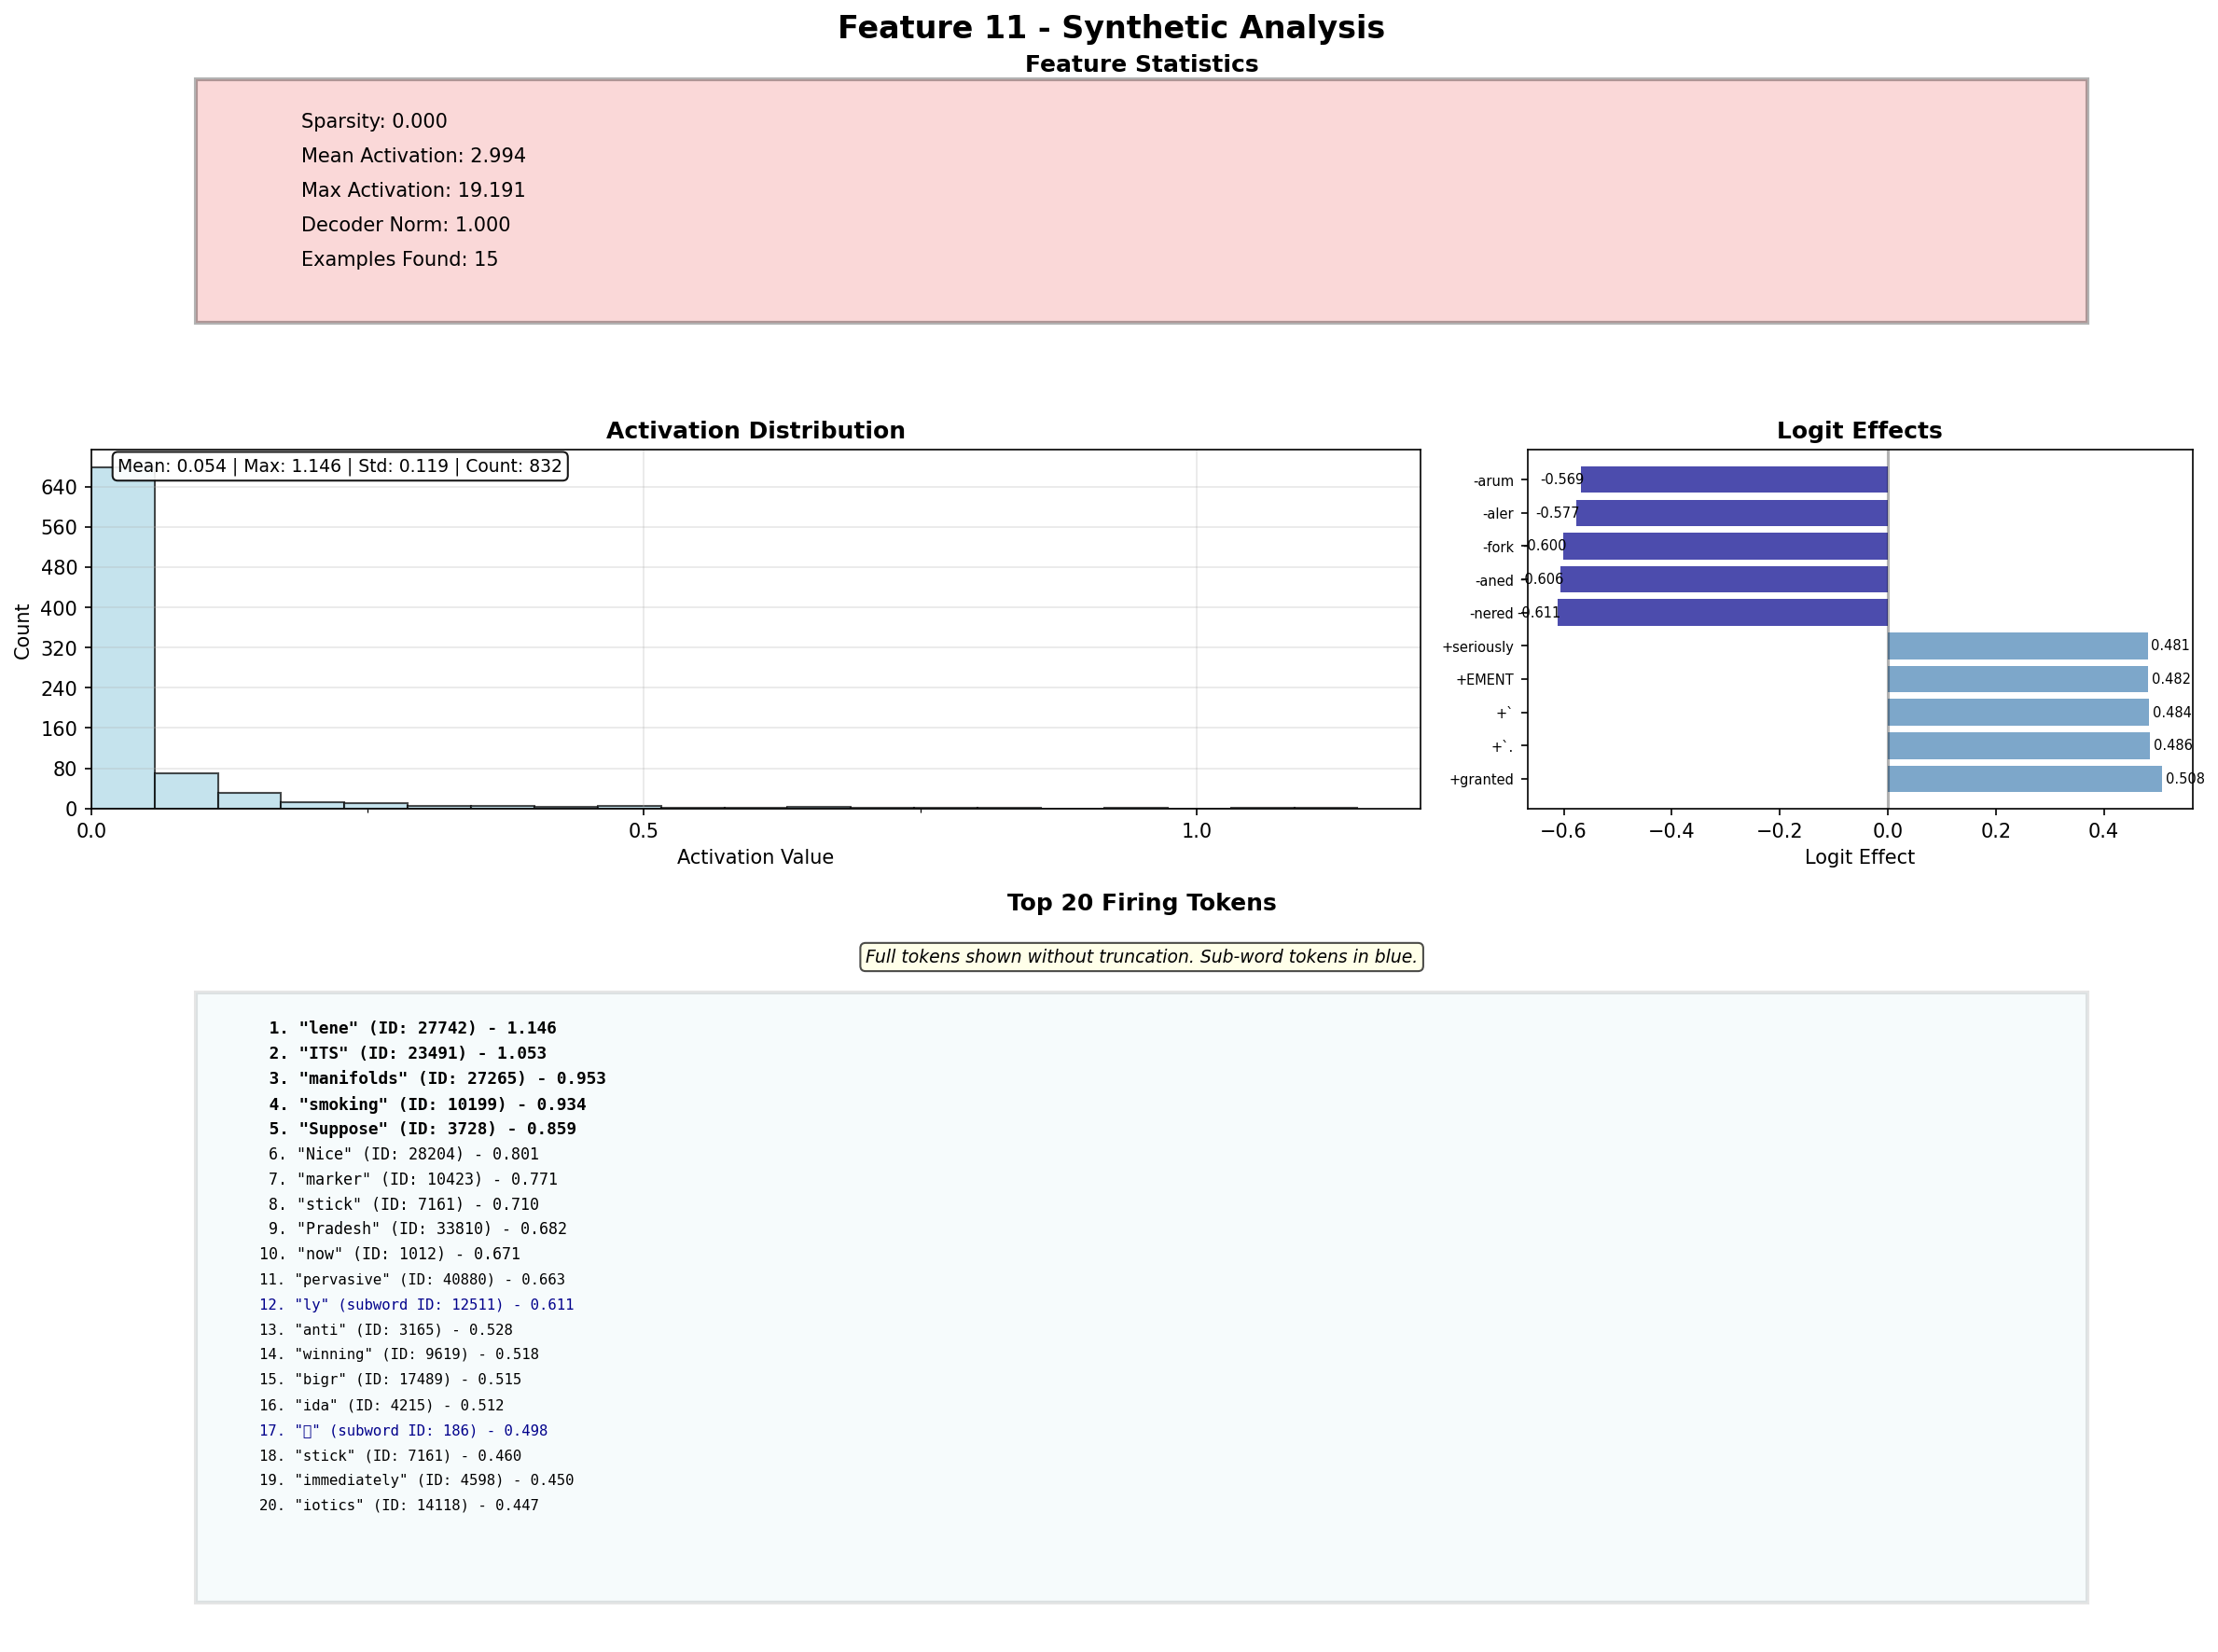 Feature 11 - Synthetic Analysis
Feature Statistics
Sparsity: 0.000
Mean Activation: 2.994
Max Activation: 19.191
Decoder Norm: 1.000
Examples Found: 15
Activation Distribution
Mean: 0.054 | Max: 1.146 | Std: 0.119 | Count: 832
640
560
480
400
320
240
160
80
0
Count
0.0 0.5 1.0
Activation Value
Logit Effects
-arum -0.569
-aler -0.577
-fork -0.600
-aned -0.606
-nered -0.611
+seriously 0.481
+EMENT 0.482
+` 0.484
+`. 0.486
+granted 0.508
−0.6 −0.4 −0.2 0.0 0.2 0.4
Logit Effect
Top 20 Firing Tokens
Full tokens shown without truncation. Sub-word tokens in blue.
1. "lene" (ID: 27742) - 1.146
2. "ITS" (ID: 23491) - 1.053
3. "manifolds" (ID: 27265) - 0.953
4. "smoking" (ID: 10199) - 0.934
5. "Suppose" (ID: 3728) - 0.859
6. "Nice" (ID: 28204) - 0.801
7. "marker" (ID: 10423) - 0.771
8. "stick" (ID: 7161) - 0.710
9. "Pradesh" (ID: 33810) - 0.682
10. "now" (ID: 1012) - 0.671
11. "pervasive" (ID: 40880) - 0.663
12. "ly" (subword ID: 12511) - 0.611
13. "anti" (ID: 3165) - 0.528
14. "winning" (ID: 9619) - 0.518
15. "bigr" (ID: 17489) - 0.515
16. "ida" (ID: 4215) - 0.512
17. "▯" (subword ID: 186) - 0.498
18. "stick" (ID: 7161) - 0.460
19. "immediately" (ID: 4598) - 0.450
20. "iotics" (ID: 14118) - 0.447